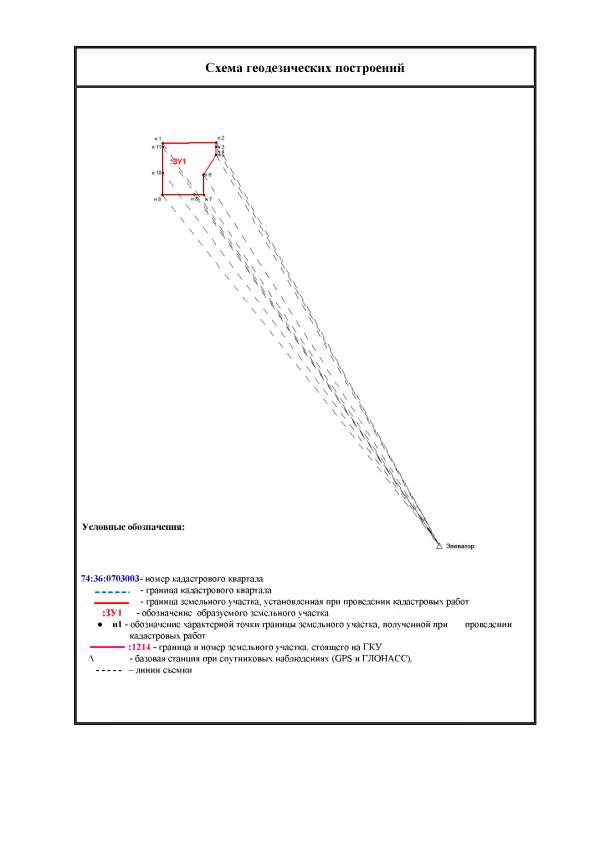 Схема геодезических построений
н1
н2
н11
н3
:ЗУ1
н10
н6
н9
н8
н7
Условные обозначения:
Элеватор
74:36:0703003- номер кадастрового квартала
- граница кадастрового квартала
- граница земельного участка, установленная при проведении кадастровых работ
:ЗУ1 - обозначение образуемого земельного участка
н1 - обозначение характерной точки границы земельного участка, полученной при проведении
кадастровых работ
:1214 - граница и номер земельного участка, стоящего на ГКУ
- базовая станция при спутниковых наблюдениях (GPS и ГЛОНАСС),
– линии съемки